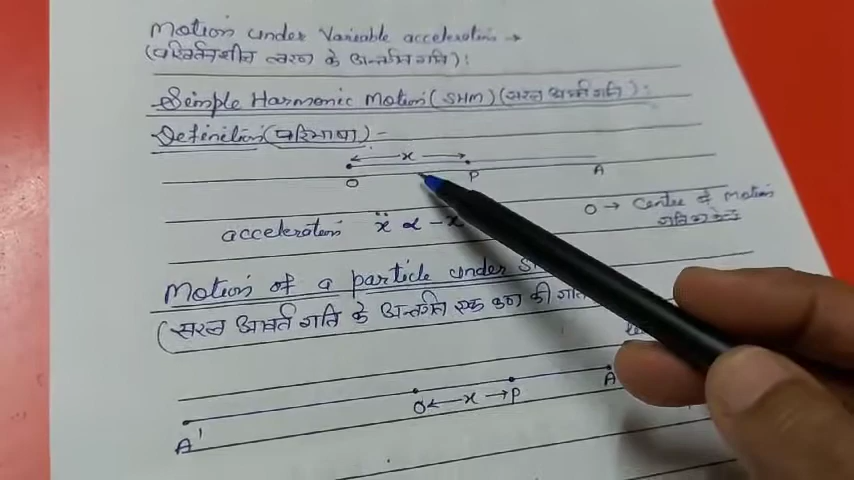 Motion under Variable acceleration →
(परिवर्तनशील त्वरण के अन्तर्गत गति):
Simple Harmonic Motion (SHM) (सरल आवर्त गति):
Definition (परिभाषा)-
x
O P A
acceleration ẍ ∝ -x
O → Centre of Motion
गति का केन्द्र
Motion of a particle under
(सरल आवर्त गति के अन्तर्गत एक कण की
A' O x P A